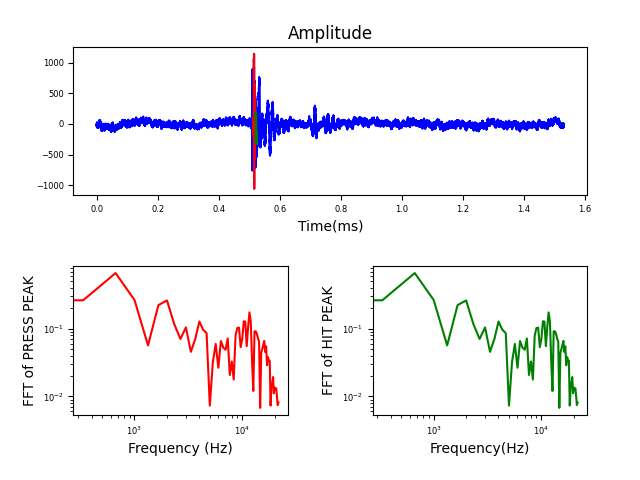 Amplitude
1000
500
0
−500
−1000
0.0 0.2 0.4 0.6 0.8 1.0 1.2 1.4 1.6
Time(ms)
FFT of PRESS PEAK
10⁻¹
10⁻²
10³ 10⁴
Frequency (Hz)
FFT of HIT PEAK
10⁻¹
10⁻²
10³ 10⁴
Frequency(Hz)